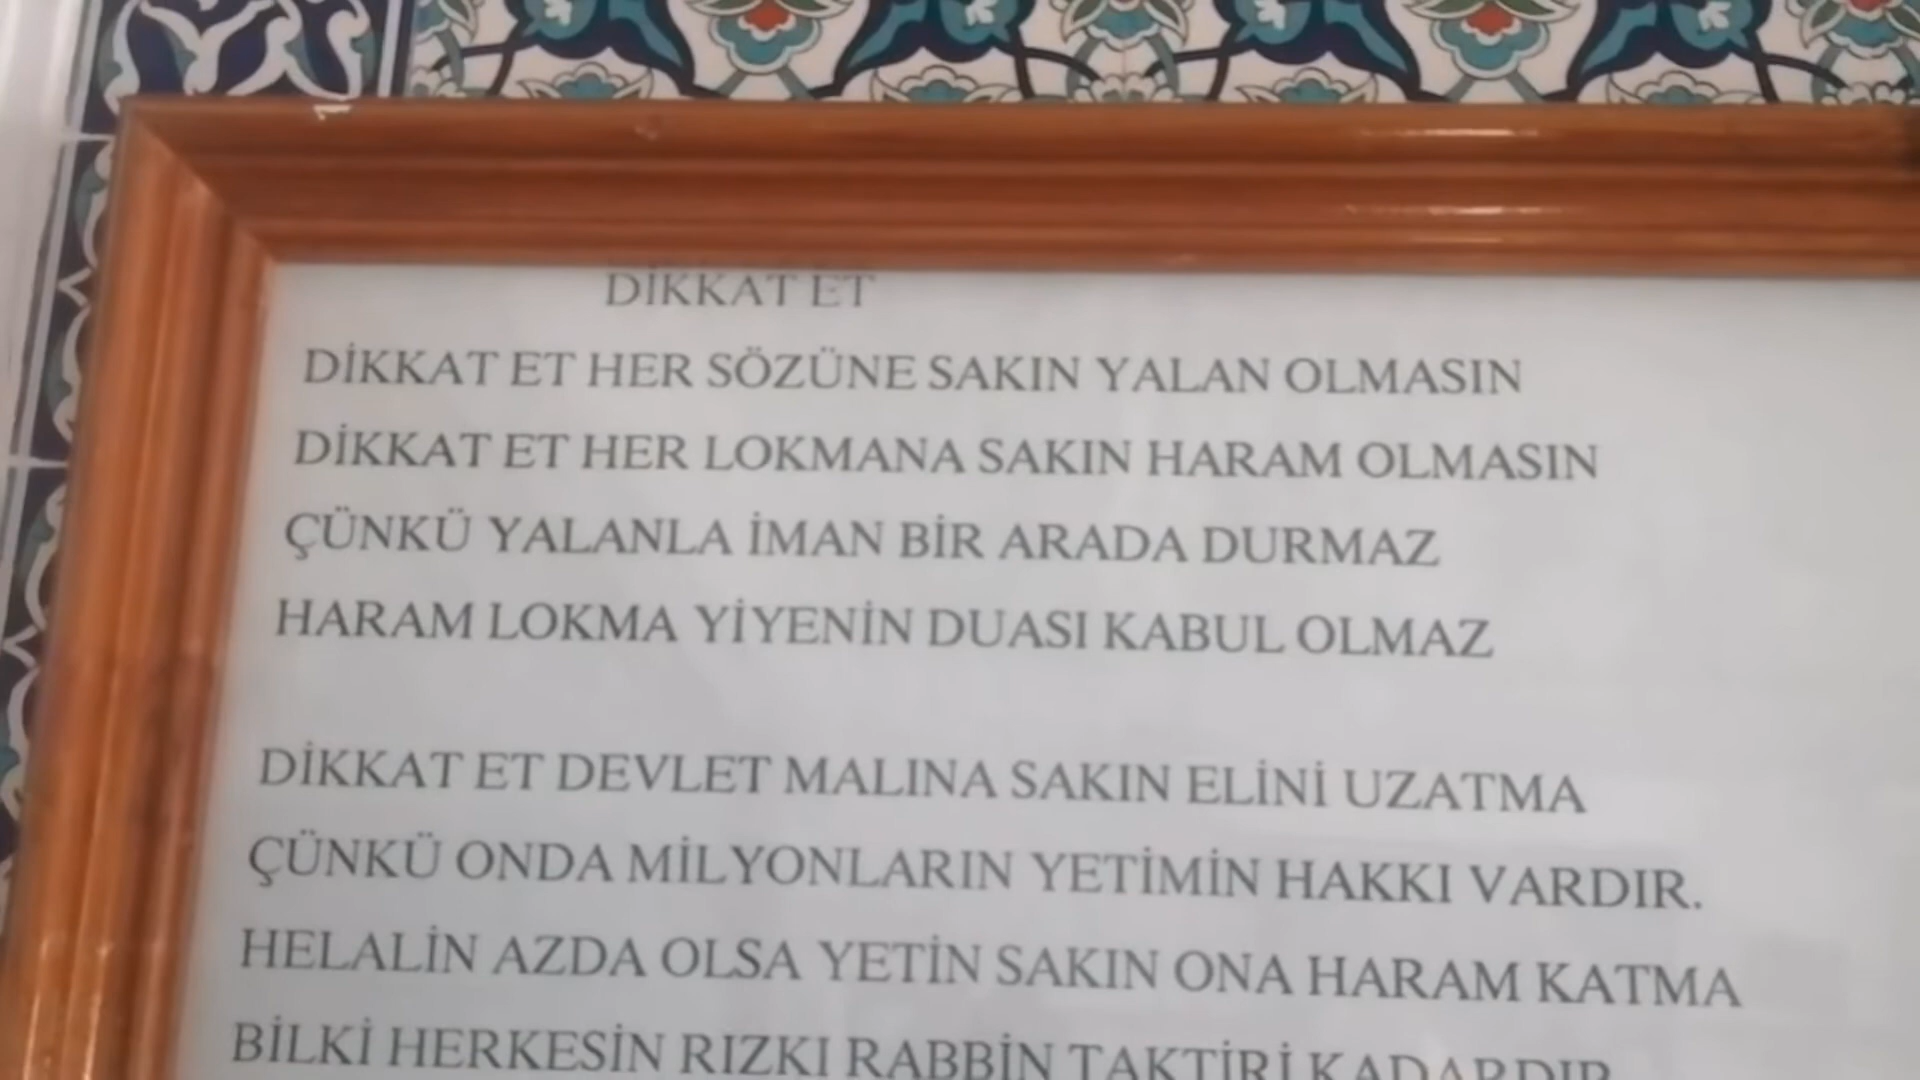 DİKKAT ET
DİKKAT ET HER SÖZÜNE SAKIN YALAN OLMASIN
DİKKAT ET HER LOKMANA SAKIN HARAM OLMASIN
ÇÜNKÜ YALANLA İMAN BİR ARADA DURMAZ
HARAM LOKMA YİYENİN DUASI KABUL OLMAZ
DİKKAT ET DEVLET MALINA SAKIN ELİNİ UZATMA
ÇÜNKÜ ONDA MİLYONLARIN YETİMİN HAKKI VARDIR.
HELALİN AZDA OLSA YETİN SAKIN ONA HARAM KATMA
BİLKİ HERKESİN RIZKI RABBİN TAKTİRİ KADARDIR